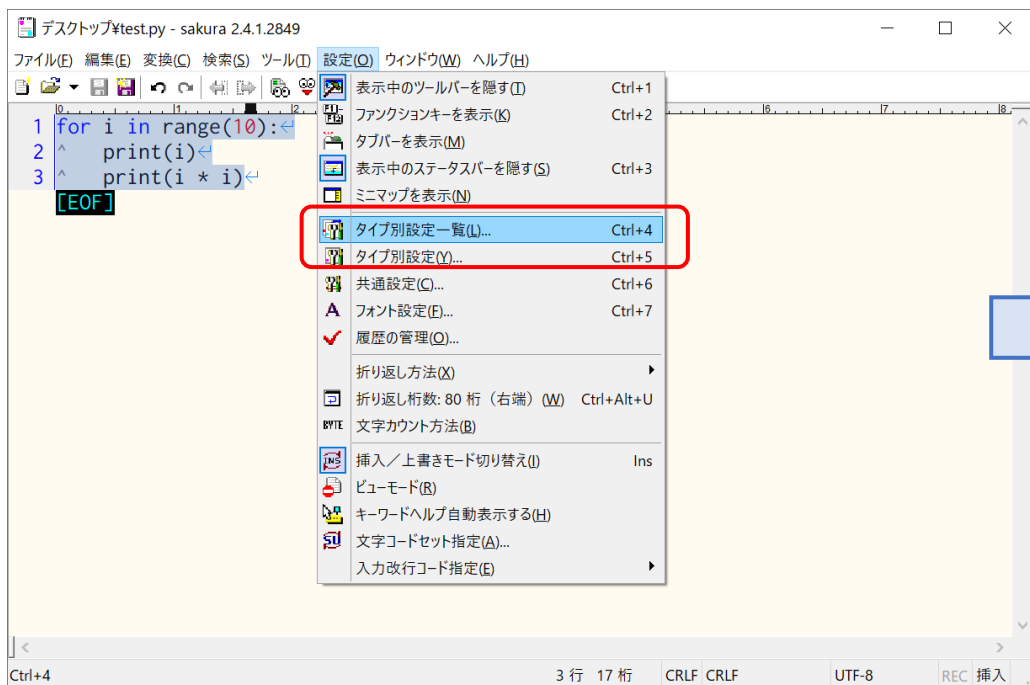 デスクトップ¥test.py - sakura 2.4.1.2849
ファイル(F) 編集(E) 変換(C) 検索(S) ツール(T) 設定(O) ウィンドウ(W) ヘルプ(H)
表示中のツールバーを隠す(T) Ctrl+1
ファンクションキーを表示(K) Ctrl+2
タブバーを表示(M)
表示中のステータスバーを隠す(S) Ctrl+3
ミニマップを表示(N)
タイプ別設定一覧(L)... Ctrl+4
タイプ別設定(Y)... Ctrl+5
共通設定(C)... Ctrl+6
フォント設定(F)... Ctrl+7
履歴の管理(O)...
折り返し方法(X)
折り返し桁数: 80 桁（右端）(W) Ctrl+Alt+U
BYTE 文字カウント方法(B)
INS 挿入／上書きモード切り替え(I) Ins
ビューモード(R)
キーワードヘルプ自動表示する(H)
文字コードセット指定(A)...
入力改行コード指定(E)
0 1 2 6 7 8
1 for i in range(10):↵
2 ^ print(i)↵
3 ^ print(i * i)↵
[EOF]
Ctrl+4 3 行 17 桁 CRLF CRLF UTF-8 REC 挿入